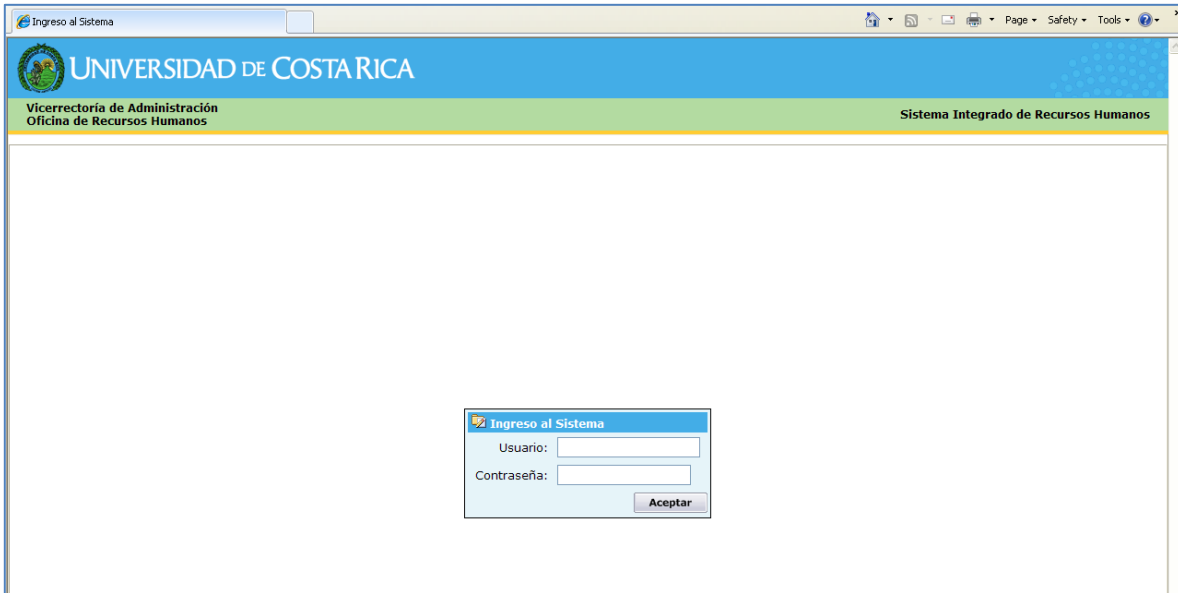 Ingreso al Sistema
Page Safety Tools
UNIVERSIDAD DE COSTA RICA
Vicerrectoría de Administración
Oficina de Recursos Humanos
Sistema Integrado de Recursos Humanos
Ingreso al Sistema
Usuario:
Contraseña:
Aceptar